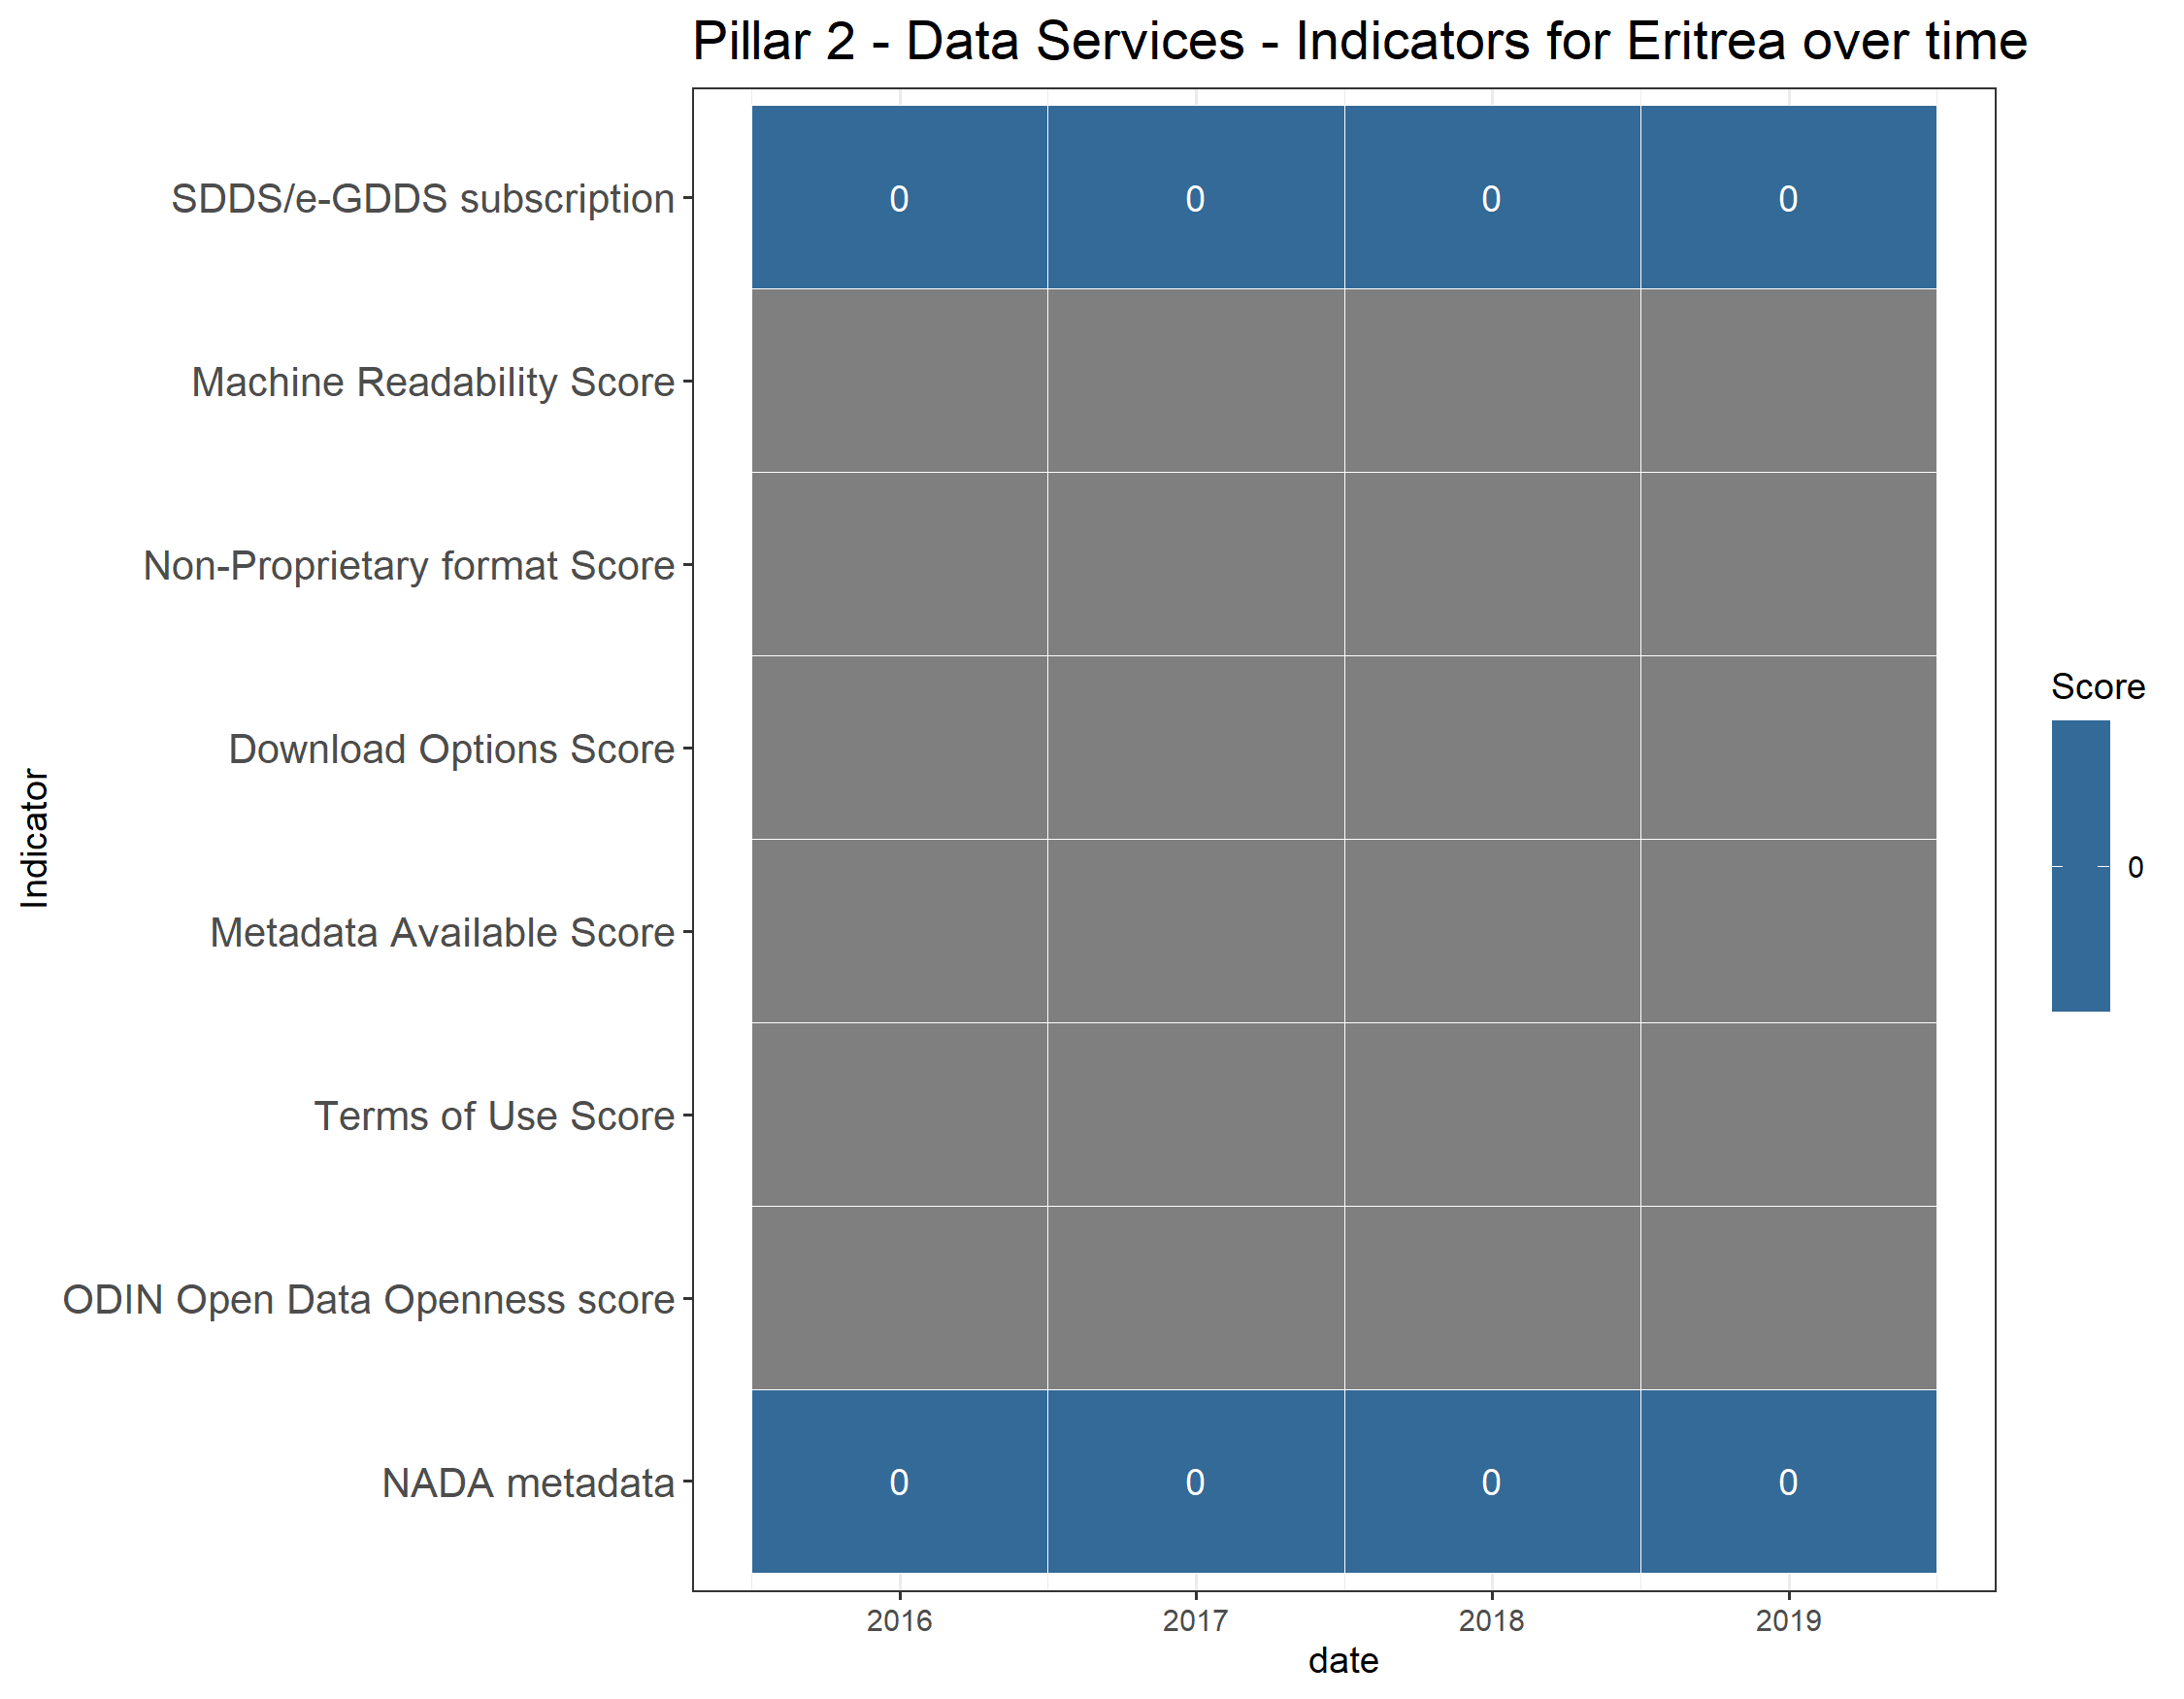 Pillar 2 - Data Services - Indicators for Eritrea over time
SDDS/e-GDDS subscription
0 0 0 0
Machine Readability Score
Non-Proprietary format Score
Download Options Score
Metadata Available Score
Terms of Use Score
ODIN Open Data Openness score
NADA metadata
0 0 0 0
Indicator
2016 2017 2018 2019
date
Score
0